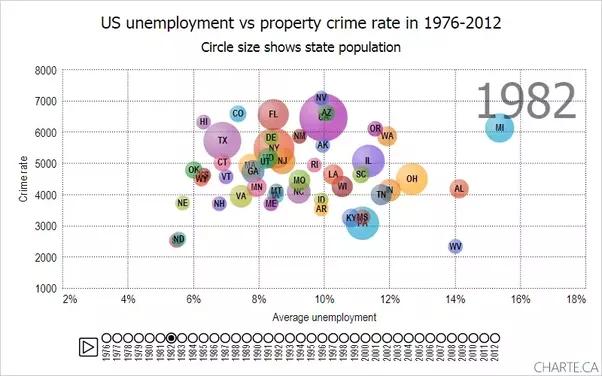 US unemployment vs property crime rate in 1976-2012
Circle size shows state population
8000
7000
6000
5000
4000
3000
2000
1000
Crime rate
1982
NV
CO
FL
AZ
HI
OR
MI
TX
DE
NM
WA
NY
AK
CT
UT
NJ
RI
IL
OK
GA
LA
SC
WY
VT
MN
MO
WI
OH
AL
NE
NH
VA
MT
ME
NC
ID
AR
TN
IN
KY
MS
PA
ND
WV
2%
4%
6%
8%
10%
12%
14%
16%
18%
Average unemployment
1976 1977 1978 1979 1980 1981 1982 1983 1984 1985 1986 1987 1988 1989 1990 1991 1992 1993 1994 1995 1996 1997 1998 1999 2000 2001 2002 2003 2004 2005 2006 2007 2008 2009 2010 2011 2012
CHARTE.CA